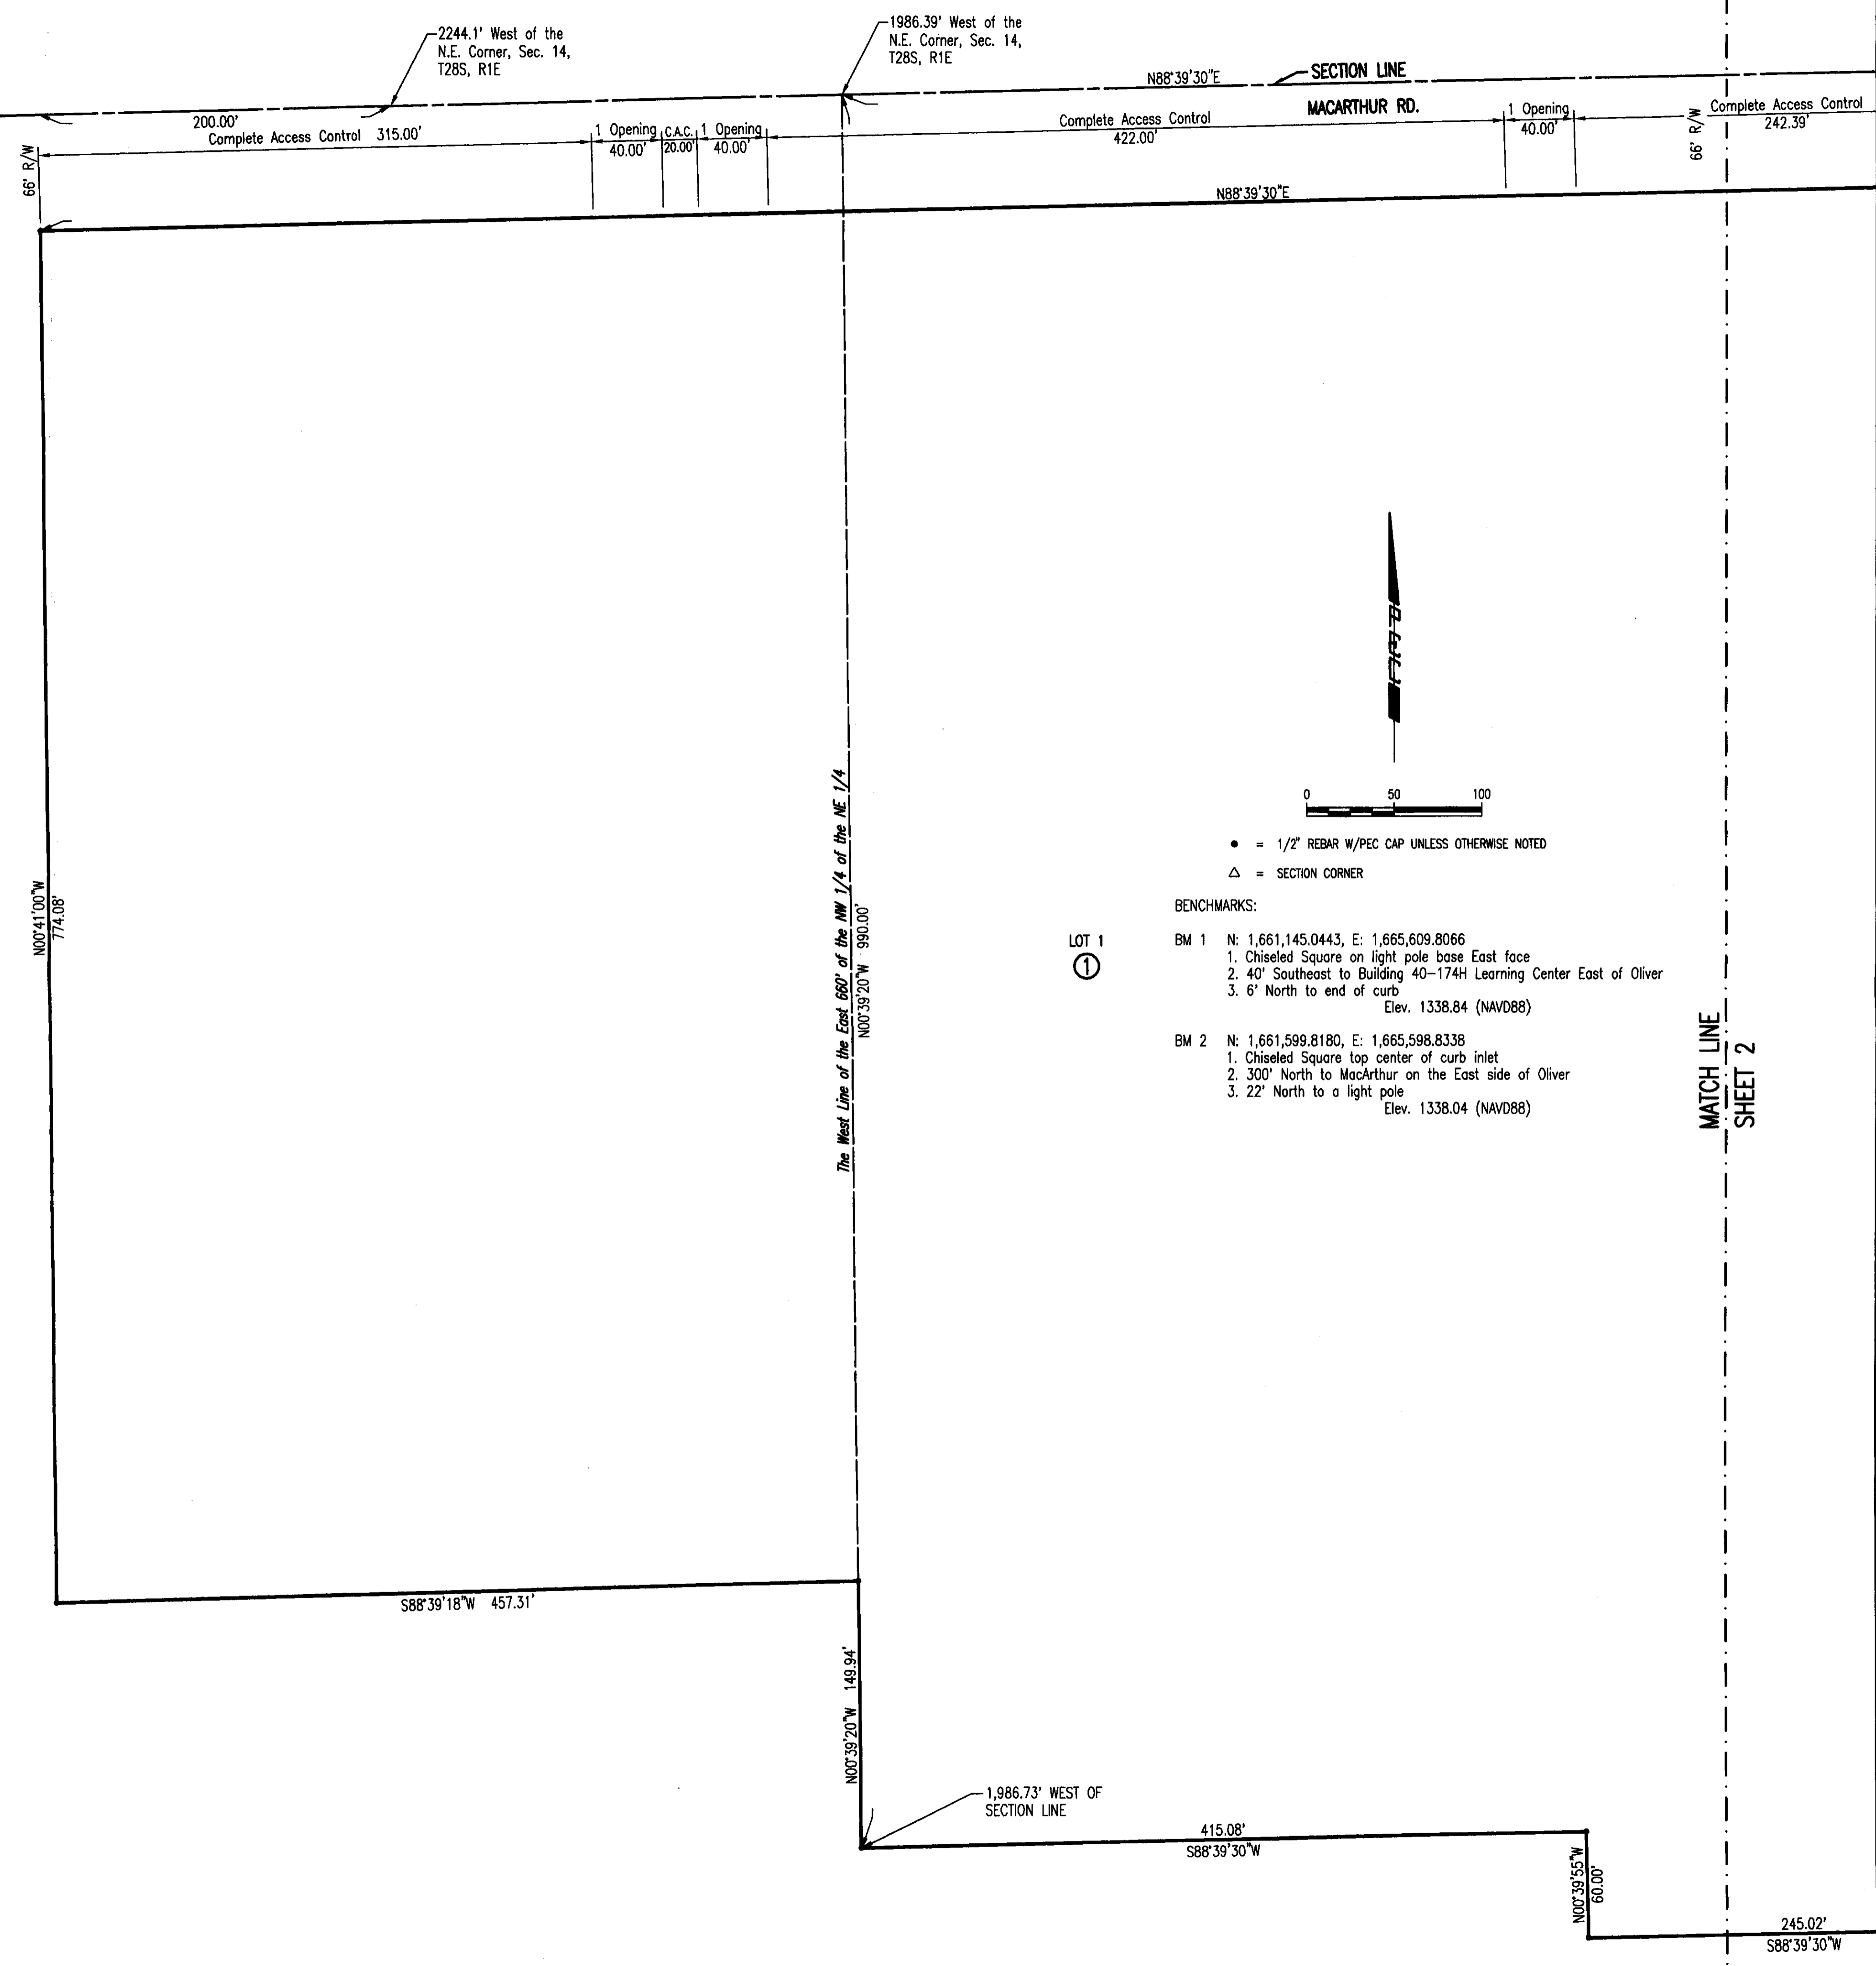 2244.1' West of the
N.E. Corner, Sec. 14,
T28S, R1E
1986.39' West of the
N.E. Corner, Sec. 14,
T28S, R1E
N88°39'30"E
SECTION LINE
MACARTHUR RD.
200.00'
Complete Access Control 315.00'
1 Opening
40.00'
C.A.C.
20.00'
1 Opening
40.00'
Complete Access Control
422.00'
1 Opening
40.00'
Complete Access Control
242.39'
66' R/W
66' R/W
N88°39'30"E
N00°41'00"W
774.08'
The West Line of the East 660' of the NW 1/4 of the NE 1/4
N00°39'20"W 990.00'
0 50 100
● = 1/2" REBAR W/PEC CAP UNLESS OTHERWISE NOTED
△ = SECTION CORNER
BENCHMARKS:
LOT 1
1
BM 1 N: 1,661,145.0443, E: 1,665,609.8066
1. Chiseled Square on light pole base East face
2. 40' Southeast to Building 40-174H Learning Center East of Oliver
3. 6' North to end of curb
Elev. 1338.84 (NAVD88)
BM 2 N: 1,661,599.8180, E: 1,665,598.8338
1. Chiseled Square top center of curb inlet
2. 300' North to MacArthur on the East side of Oliver
3. 22' North to a light pole
Elev. 1338.04 (NAVD88)
MATCH LINE
SHEET 2
S88°39'18"W 457.31'
N00°39'20"W 149.94'
1,986.73' WEST OF
SECTION LINE
415.08'
S88°39'30"W
N00°39'55"W
60.00'
245.02'
S88°39'30"W